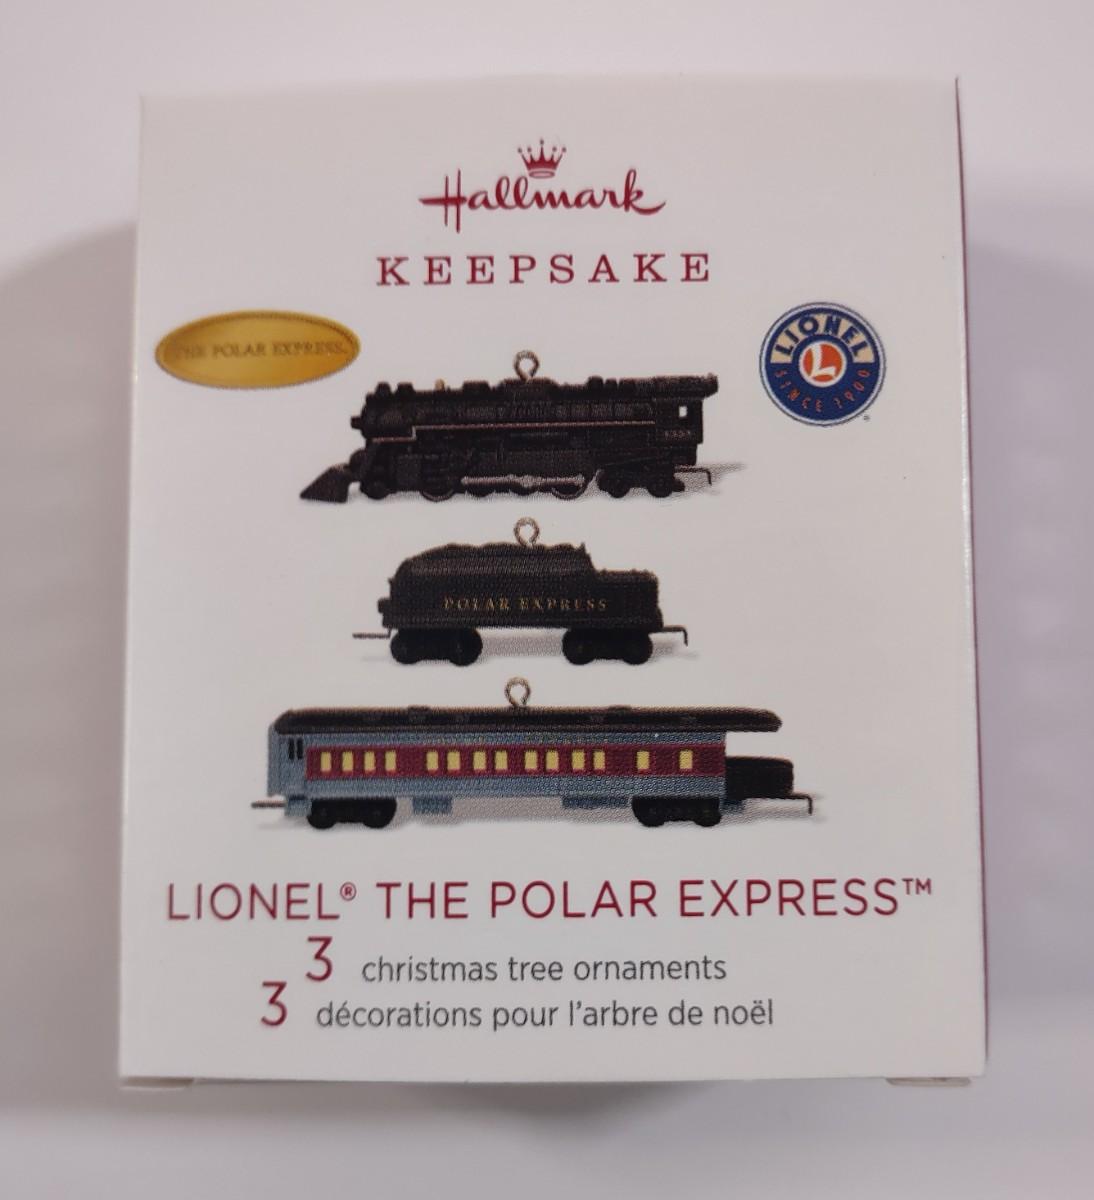 Hallmark
KEEPSAKE
THE POLAR EXPRESS
LIONEL
L
SINCE 1900
®
POLAR EXPRESS
LIONEL® THE POLAR EXPRESS™
3 christmas tree ornaments
3 décorations pour l'arbre de noël